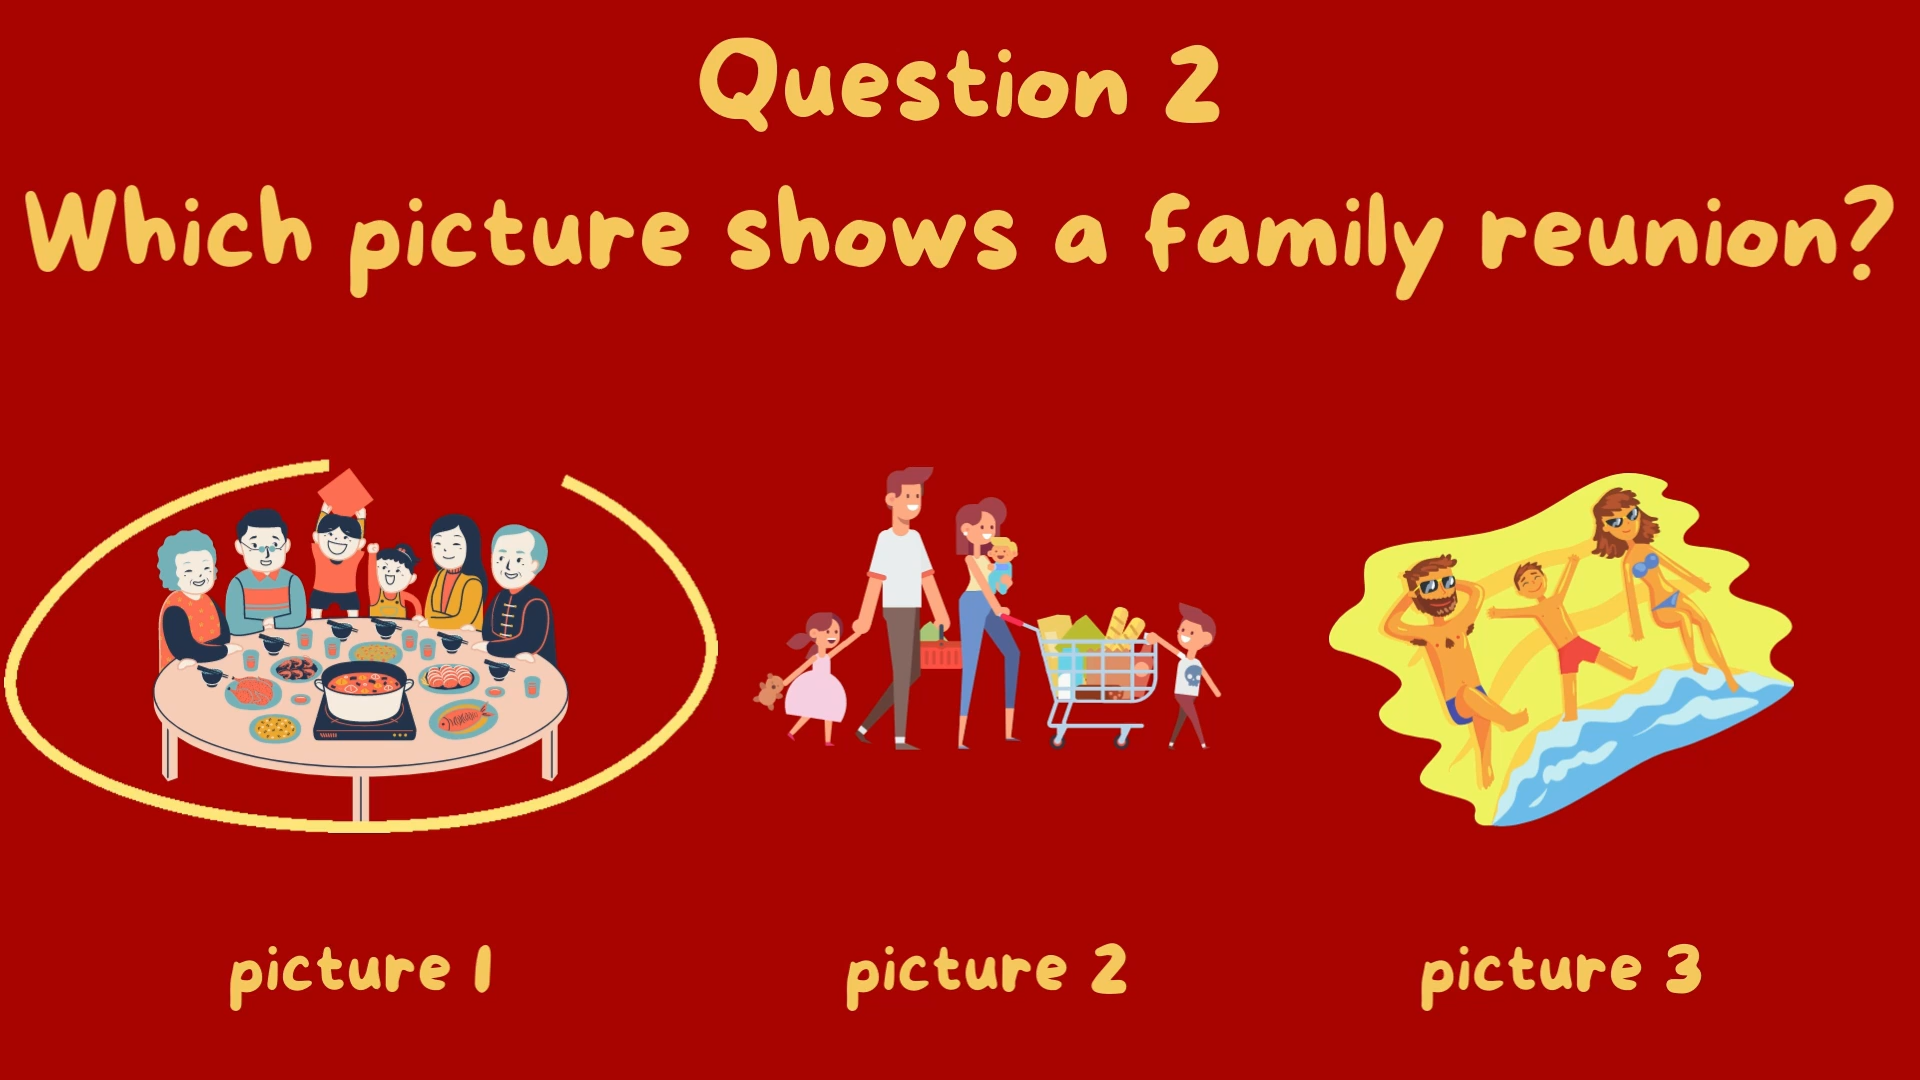 Question 2
Which picture shows a family reunion?
picture 1
picture 2
picture 3